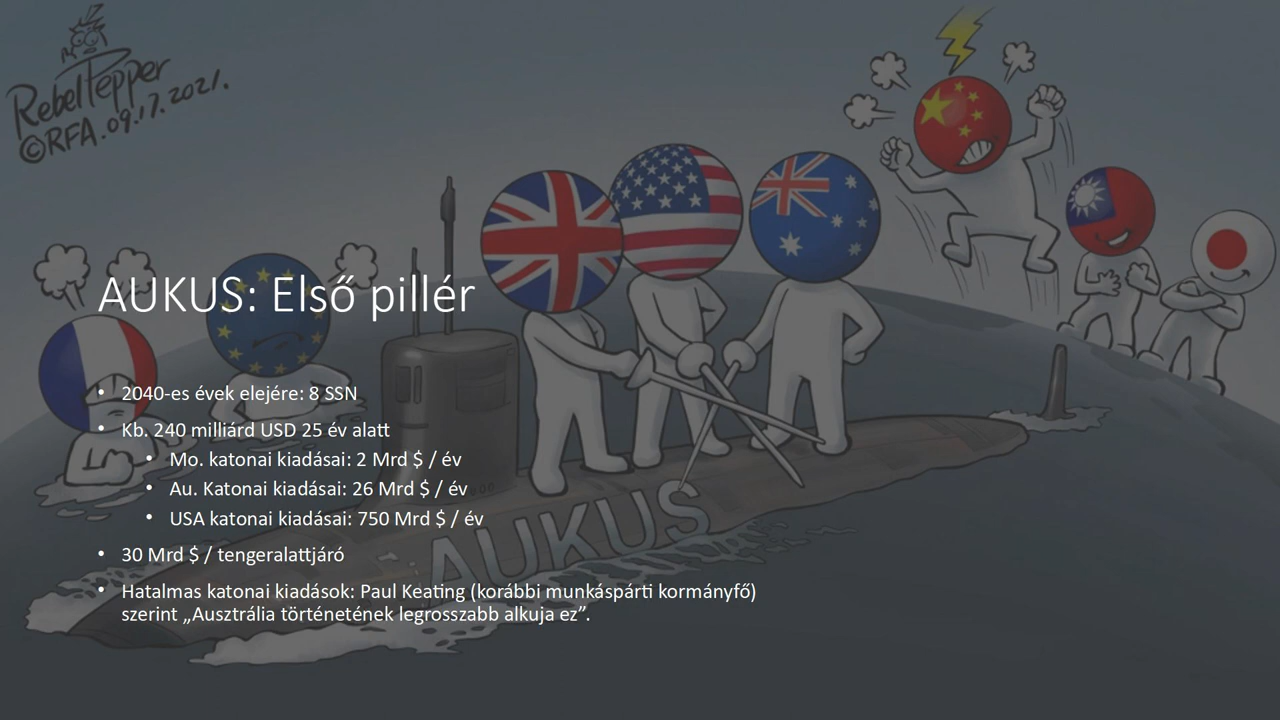 RebelPepper
©RFA.09.17.2021.
AUKUS: Első pillér
• 2040-es évek elejére: 8 SSN
• Kb. 240 milliárd USD 25 év alatt
• Mo. katonai kiadásai: 2 Mrd $ / év
• Au. Katonai kiadásai: 26 Mrd $ / év
• USA katonai kiadásai: 750 Mrd $ / év
• 30 Mrd $ / tengeralattjáró
• Hatalmas katonai kiadások: Paul Keating (korábbi munkáspárti kormányfő)
szerint „Ausztrália történetének legrosszabb alkuja ez”.
AUKUS